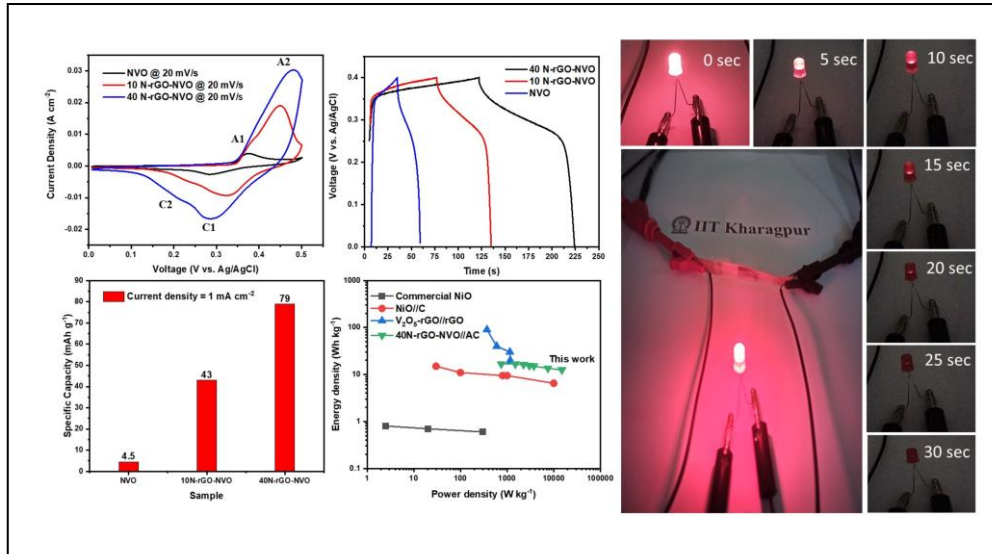 NVO @ 20 mV/s
10 N-rGO-NVO @ 20 mV/s
40 N-rGO-NVO @ 20 mV/s
A2
A1
C2
C1
0.03
0.02
0.01
0.00
-0.01
-0.02
Current Density (A cm⁻²)
0.0 0.1 0.2 0.3 0.4 0.5
Voltage (V vs. Ag/AgCl)
40 N-rGO-NVO
10 N-rGO-NVO
NVO
0.4
0.3
0.2
0.1
0.0
Voltage (V vs. Ag/AgCl)
0 25 50 75 100 125 150 175 200 225
Time (s)
Current density = 1 mA cm⁻²
90
80
70
60
50
40
30
20
10
0
4.5
43
79
Specific Capacity (mAh g⁻¹)
NVO 10N-rGO-NVO 40N-rGO-NVO
Sample
Commercial NiO
NiO//C
V₂O₅-rGO//rGO
40N-rGO-NVO//AC
This work
1000
100
10
1
0.1
Energy density (Wh kg⁻¹)
1 10 100 1000 10000 100000
Power density (W kg⁻¹)
0 sec
5 sec
10 sec
15 sec
20 sec
25 sec
30 sec
IIT Kharagpur